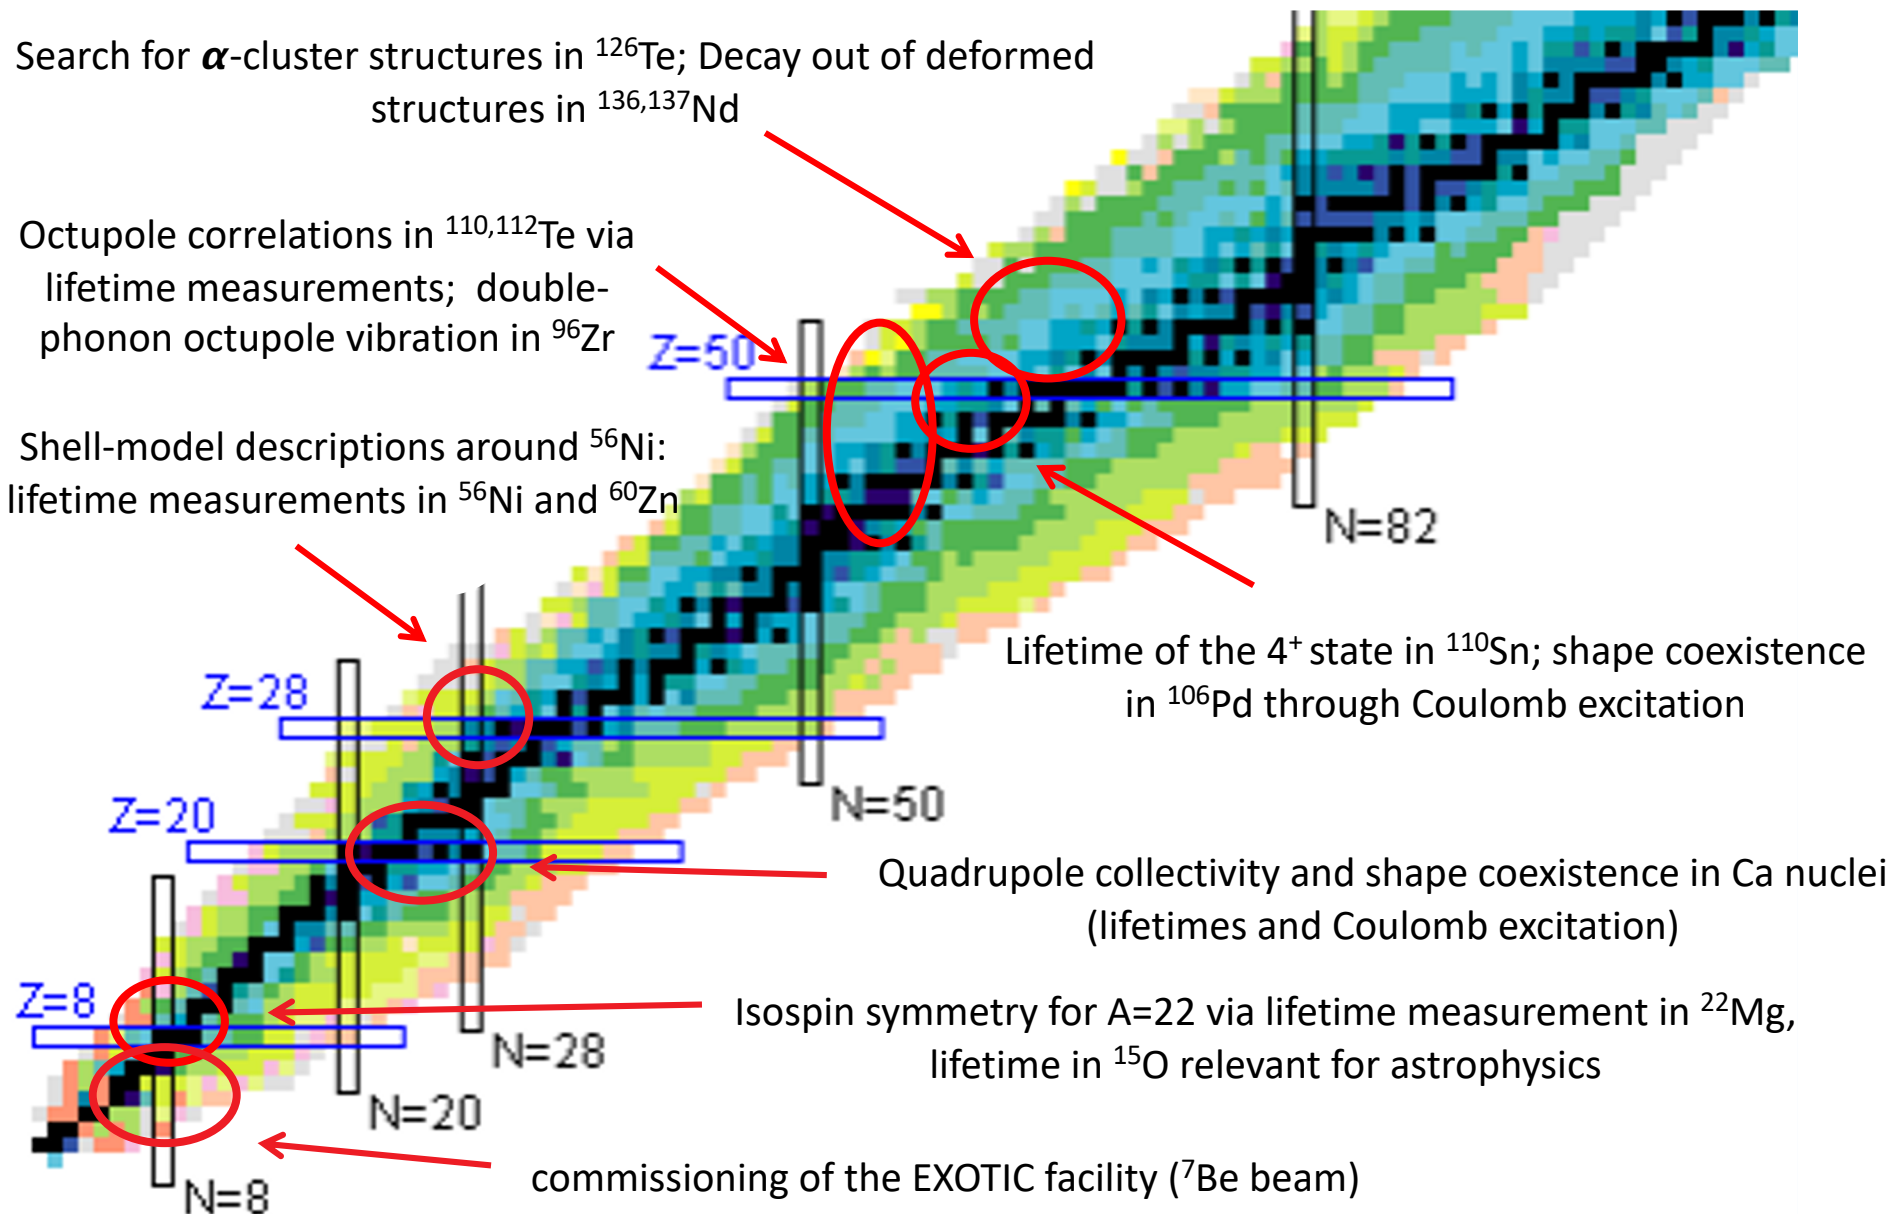 Search for 𝜶-cluster structures in ¹²⁶Te; Decay out of deformed
structures in ¹³⁶,¹³⁷Nd
Octupole correlations in ¹¹⁰,¹¹²Te via
lifetime measurements; double-
phonon octupole vibration in ⁹⁶Zr
Z=50
Shell-model descriptions around ⁵⁶Ni:
lifetime measurements in ⁵⁶Ni and ⁶⁰Zn
N=82
Lifetime of the 4⁺ state in ¹¹⁰Sn; shape coexistence
in ¹⁰⁶Pd through Coulomb excitation
Z=28
N=50
Z=20
Quadrupole collectivity and shape coexistence in Ca nuclei
(lifetimes and Coulomb excitation)
Z=8
Isospin symmetry for A=22 via lifetime measurement in ²²Mg,
lifetime in ¹⁵O relevant for astrophysics
N=28
N=20
commissioning of the EXOTIC facility (⁷Be beam)
N=8